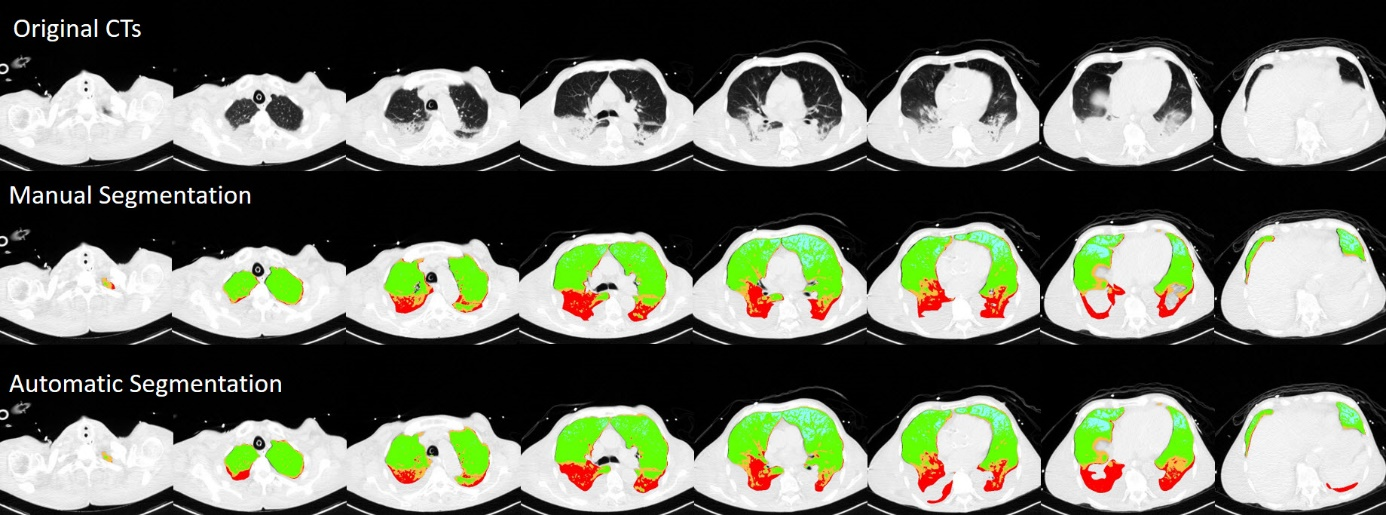 Original CTs
Manual Segmentation
Automatic Segmentation